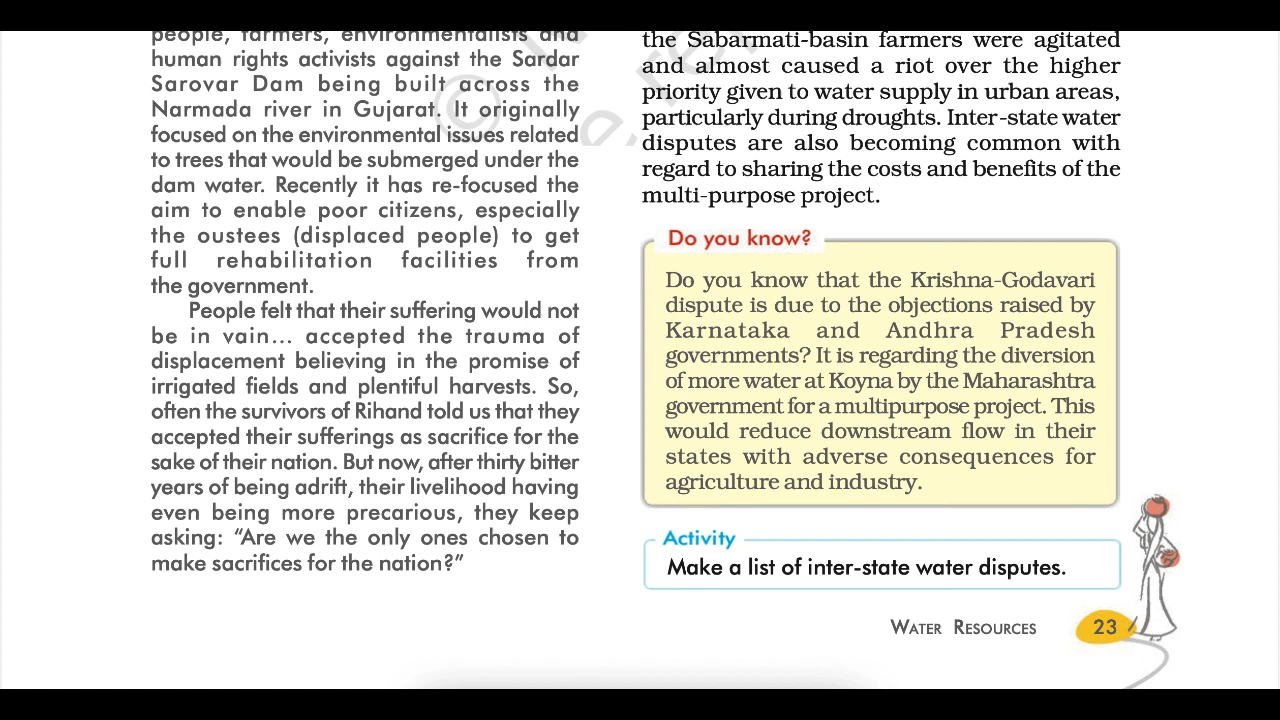 people, farmers, environmentalists and
human rights activists against the Sardar
Sarovar Dam being built across the
Narmada river in Gujarat. It originally
focused on the environmental issues related
to trees that would be submerged under the
dam water. Recently it has re-focused the
aim to enable poor citizens, especially
the oustees (displaced people) to get
full rehabilitation facilities from
the government.
People felt that their suffering would not
be in vain... accepted the trauma of
displacement believing in the promise of
irrigated fields and plentiful harvests. So,
often the survivors of Rihand told us that they
accepted their sufferings as sacrifice for the
sake of their nation. But now, after thirty bitter
years of being adrift, their livelihood having
even being more precarious, they keep
asking: “Are we the only ones chosen to
make sacrifices for the nation?”
the Sabarmati-basin farmers were agitated
and almost caused a riot over the higher
priority given to water supply in urban areas,
particularly during droughts. Inter-state water
disputes are also becoming common with
regard to sharing the costs and benefits of the
multi-purpose project.
Do you know?
Do you know that the Krishna-Godavari
dispute is due to the objections raised by
Karnataka and Andhra Pradesh
governments? It is regarding the diversion
of more water at Koyna by the Maharashtra
government for a multipurpose project. This
would reduce downstream flow in their
states with adverse consequences for
agriculture and industry.
Activity
Make a list of inter-state water disputes.
WATER RESOURCES
23